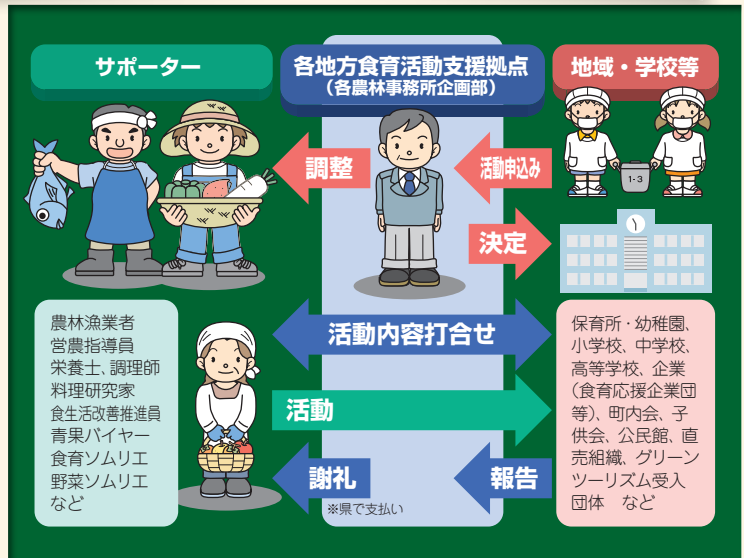 サポーター
各地方食育活動支援拠点
（各農林事務所企画部）
地域・学校等
調整
活動申込み
1-3
決定
活動内容打合せ
活動
謝礼
※県で支払い
報告
農林漁業者
営農指導員
栄養士、調理師
料理研究家
食生活改善推進員
青果バイヤー
食育ソムリエ
野菜ソムリエ
など
保育所・幼稚園、
小学校、中学校、
高等学校、企業
（食育応援企業団
等）、町内会、子
供会、公民館、直
売組織、グリーン
ツーリズム受入
団体　など